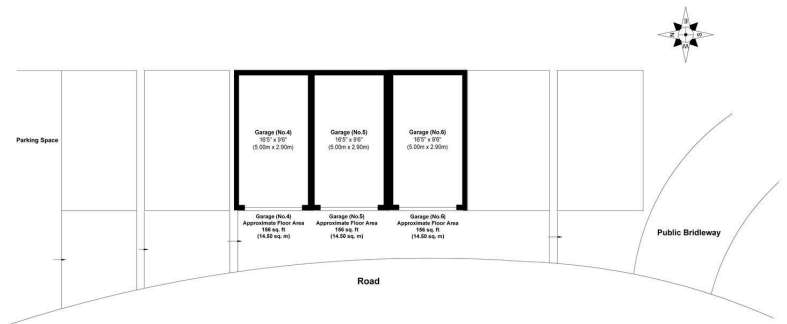 E
N
S
W
Parking Space
Garage (No.4)
16'5" x 9'6"
(5.00m x 2.90m)
Garage (No.5)
16'5" x 9'6"
(5.00m x 2.90m)
Garage (No.6)
16'5" x 9'6"
(5.00m x 2.90m)
Garage (No.4)
Approximate Floor Area
156 sq. ft
(14.50 sq. m)
Garage (No.5)
Approximate Floor Area
156 sq. ft
(14.50 sq. m)
Garage (No.6)
Approximate Floor Area
156 sq. ft
(14.50 sq. m)
Public Bridleway
Road